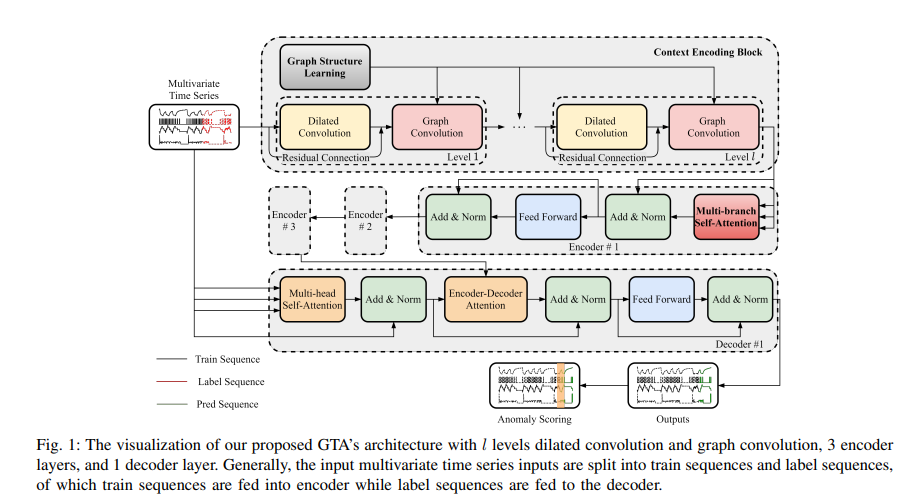 Context Encoding Block
Graph Structure
Learning
Multivariate
Time Series
Dilated
Convolution
Graph
Convolution
...
Dilated
Convolution
Graph
Convolution
Residual Connection
Level 1
Residual Connection
Level l
Encoder
# 3
Encoder
# 2
Add & Norm
Feed Forward
Add & Norm
Multi-branch
Self-Attention
Encoder # 1
Multi-head
Self-Attention
Add & Norm
Encoder-Decoder
Attention
Add & Norm
Feed Forward
Add & Norm
Decoder #1
Train Sequence
Label Sequence
Pred Sequence
Anomaly Scoring
Outputs
Fig. 1: The visualization of our proposed GTA's architecture with l levels dilated convolution and graph convolution, 3 encoder
layers, and 1 decoder layer. Generally, the input multivariate time series inputs are split into train sequences and label sequences,
of which train sequences are fed into encoder while label sequences are fed to the decoder.